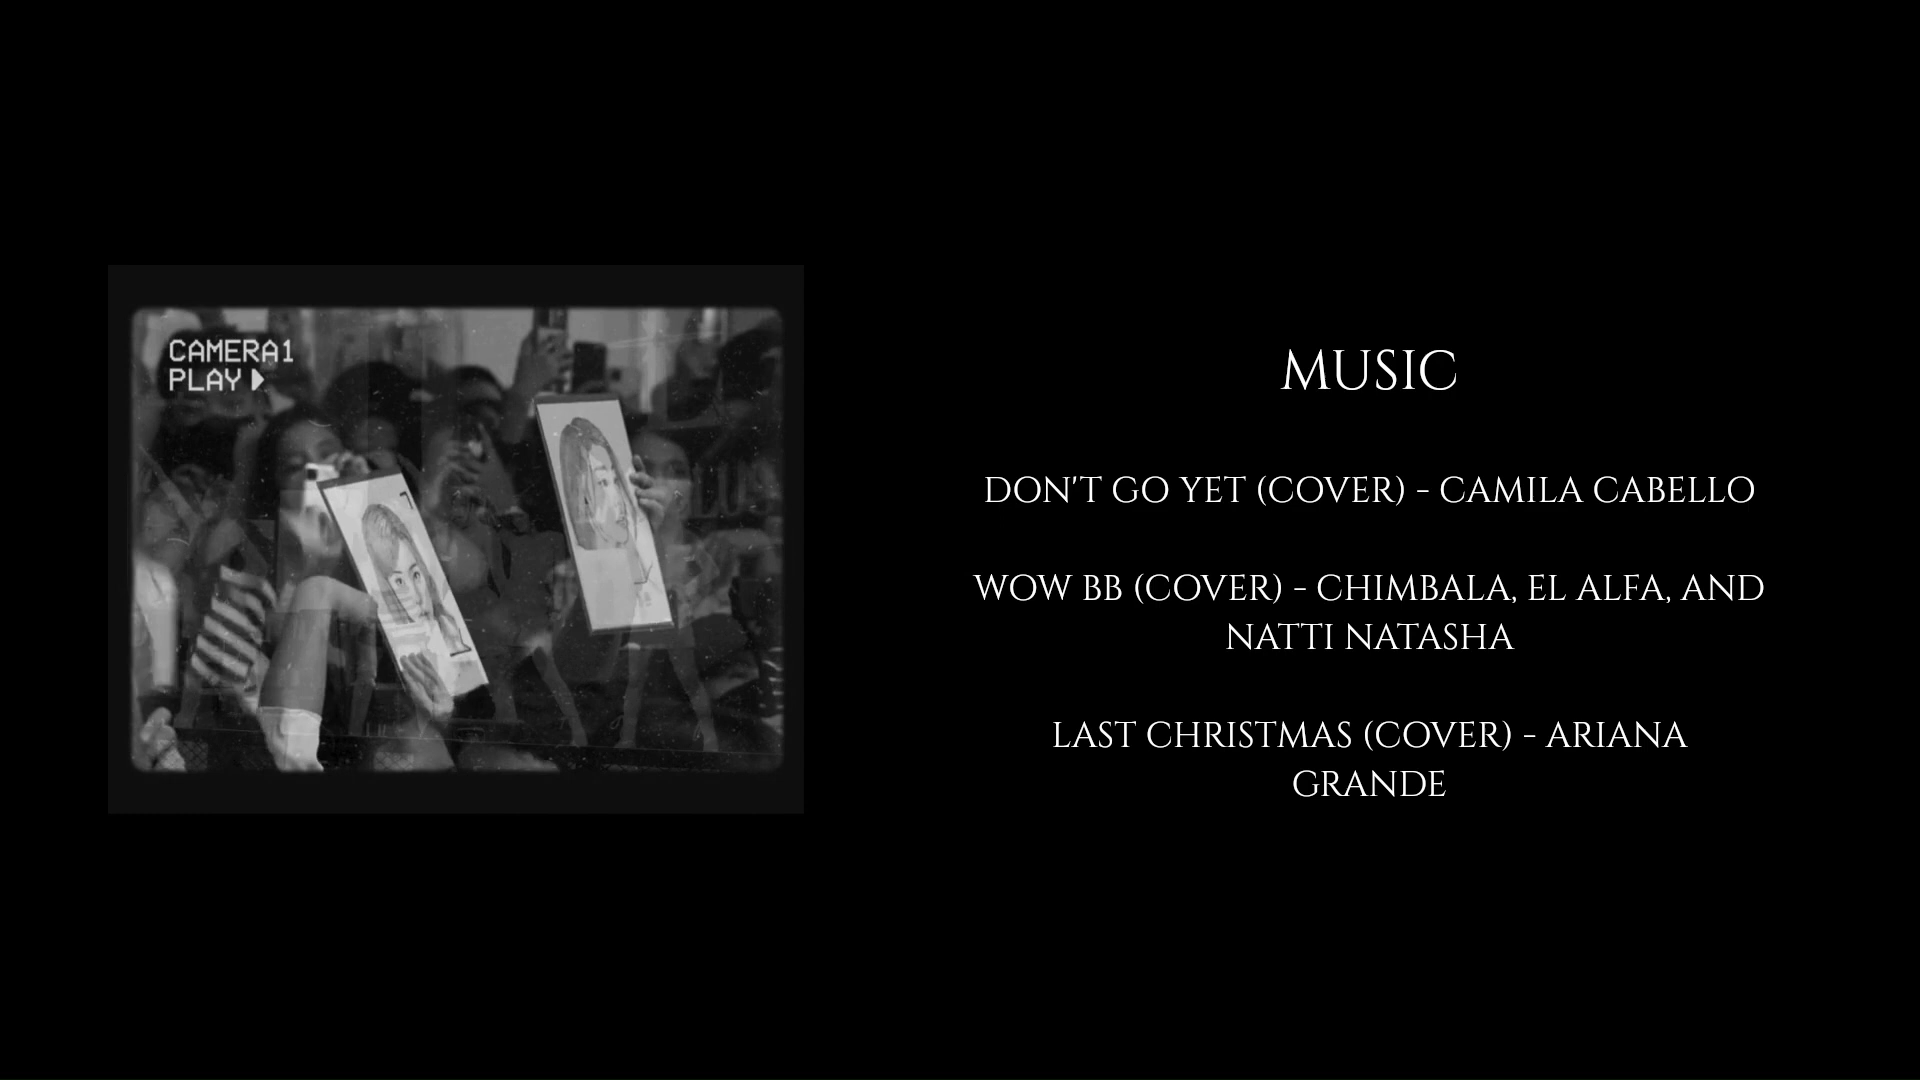 CAMERA1
PLAY
MUSIC
DON'T GO YET (COVER) - CAMILA CABELLO
WOW BB (COVER) - CHIMBALA, EL ALFA, AND
NATTI NATASHA
LAST CHRISTMAS (COVER) - ARIANA
GRANDE